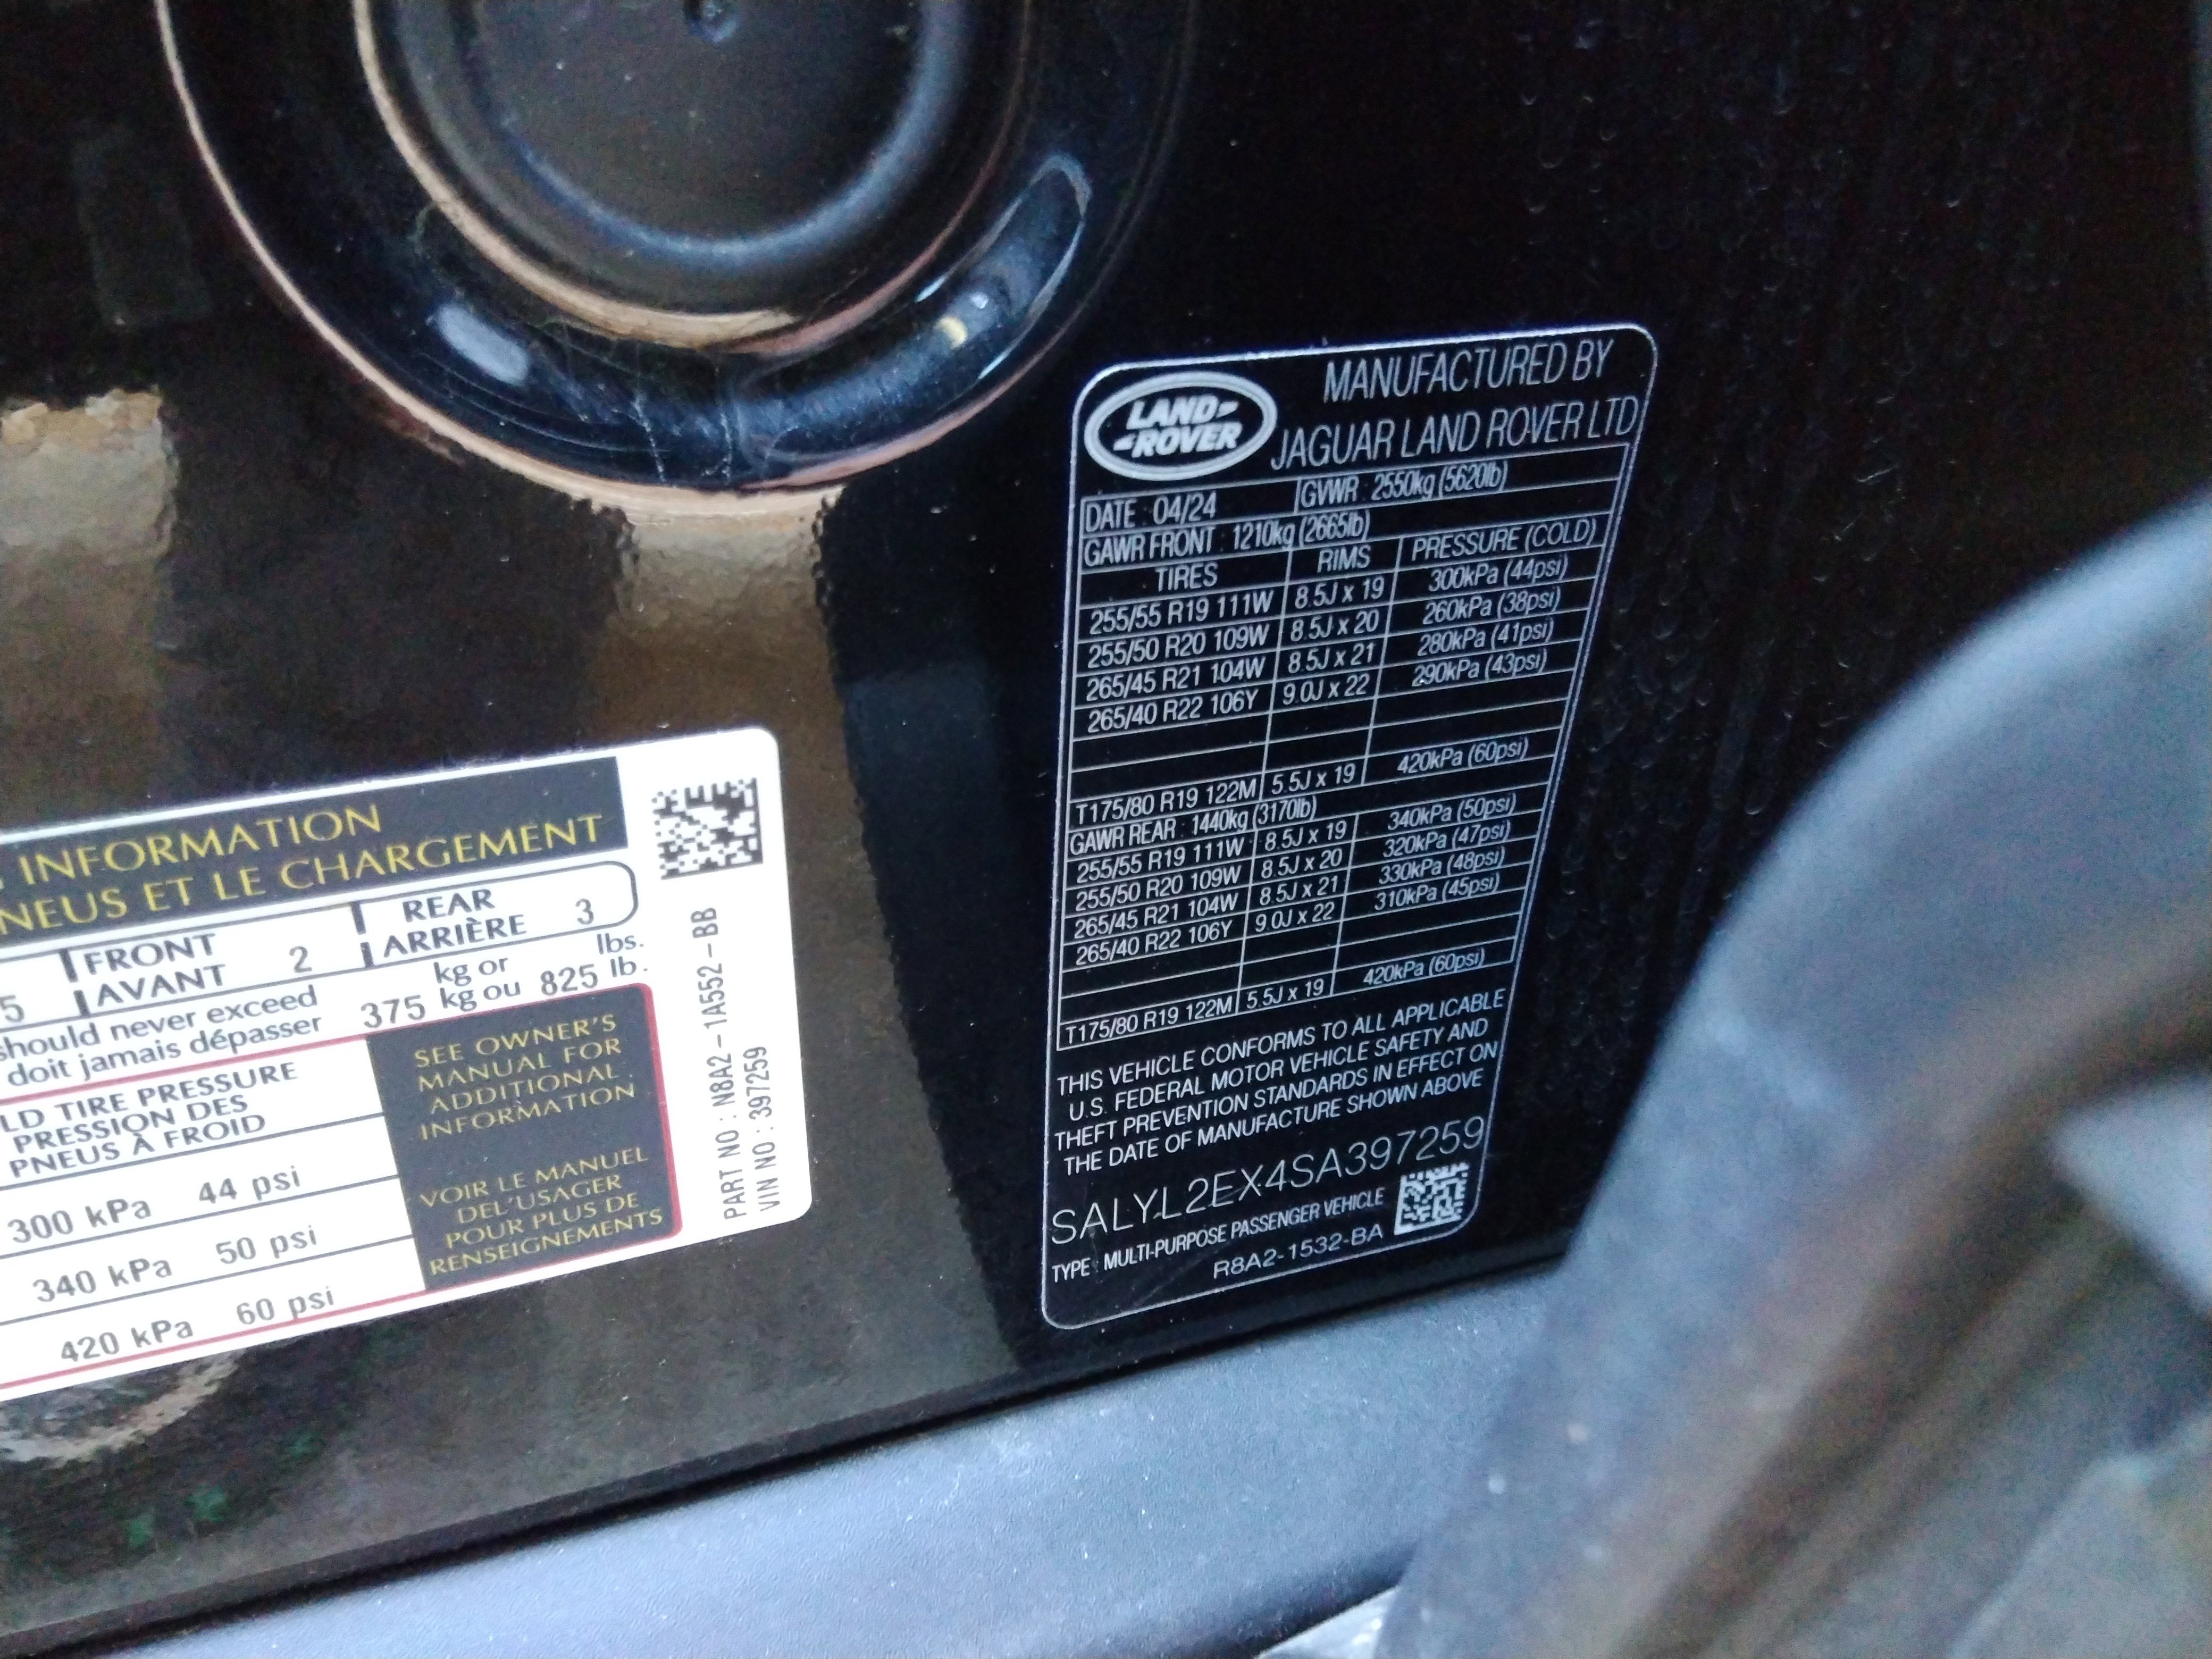 INFORMATION
NEUS ET LE CHARGEMENT
5 FRONT AVANT 2 REAR ARRIÈRE 3
should never exceed 375 kg or 825 lbs.
doit jamais dépasser kg ou lb.
LD TIRE PRESSURE
PRESSION DES
PNEUS À FROID
300 kPa 44 psi
340 kPa 50 psi
420 kPa 60 psi
SEE OWNER'S
MANUAL FOR
ADDITIONAL
INFORMATION
VOIR LE MANUEL
DEL'USAGER
POUR PLUS DE
RENSEIGNEMENTS
PART NO : N8A2-1A552-BB
VIN NO : 397259
LAND-
-ROVER
MANUFACTURED BY
JAGUAR LAND ROVER LTD
DATE : 04/24 GVWR : 2550kg (5620lb)
GAWR FRONT : 1210kg (2665lb)
TIRES RIMS PRESSURE (COLD)
255/55 R19 111W 8.5J x 19 300kPa (44psi)
255/50 R20 109W 8.5J x 20 260kPa (38psi)
265/45 R21 104W 8.5J x 21 280kPa (41psi)
265/40 R22 106Y 9.0J x 22 290kPa (43psi)
T175/80 R19 122M 5.5J x 19 420kPa (60psi)
GAWR REAR : 1440kg (3170lb)
255/55 R19 111W 8.5J x 19 340kPa (50psi)
255/50 R20 109W 8.5J x 20 320kPa (47psi)
265/45 R21 104W 8.5J x 21 330kPa (48psi)
265/40 R22 106Y 9.0J x 22 310kPa (45psi)
T175/80 R19 122M 5.5J x 19 420kPa (60psi)
THIS VEHICLE CONFORMS TO ALL APPLICABLE
U.S. FEDERAL MOTOR VEHICLE SAFETY AND
THEFT PREVENTION STANDARDS IN EFFECT ON
THE DATE OF MANUFACTURE SHOWN ABOVE
SALYL2EX4SA397259
TYPE : MULTI-PURPOSE PASSENGER VEHICLE
R8A2-1532-BA